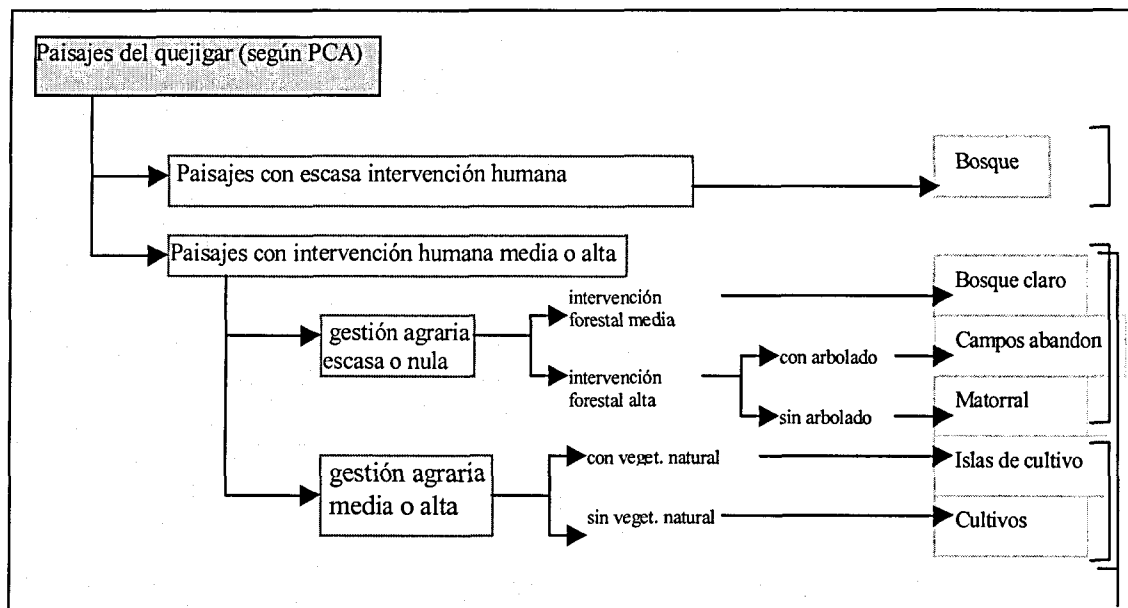 Paisajes del quejigar (según PCA)
Paisajes con escasa intervención humana
Bosque
Paisajes con intervención humana media o alta
gestión agraria
escasa o nula
intervención
forestal media
Bosque claro
intervención
forestal alta
con arbolado
Campos abandon
sin arbolado
Matorral
gestión agraria
media o alta
con veget. natural
Islas de cultivo
sin veget. natural
Cultivos